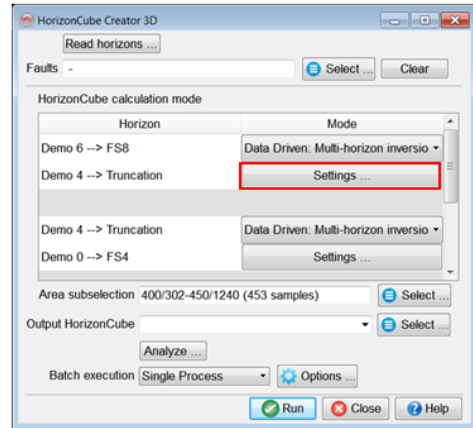 HorizonCube Creator 3D
Read horizons ...
Faults - Select ... Clear
HorizonCube calculation mode
Horizon Mode
Demo 6 --> FS8 Data Driven: Multi-horizon inversio
Demo 4 --> Truncation Settings ...
Demo 4 --> Truncation Data Driven: Multi-horizon inversio
Demo 0 --> FS4 Settings ...
Area subselection 400/302-450/1240 (453 samples) Select ...
Output HorizonCube Select ...
Analyze ...
Batch execution Single Process Options ...
Run Close Help